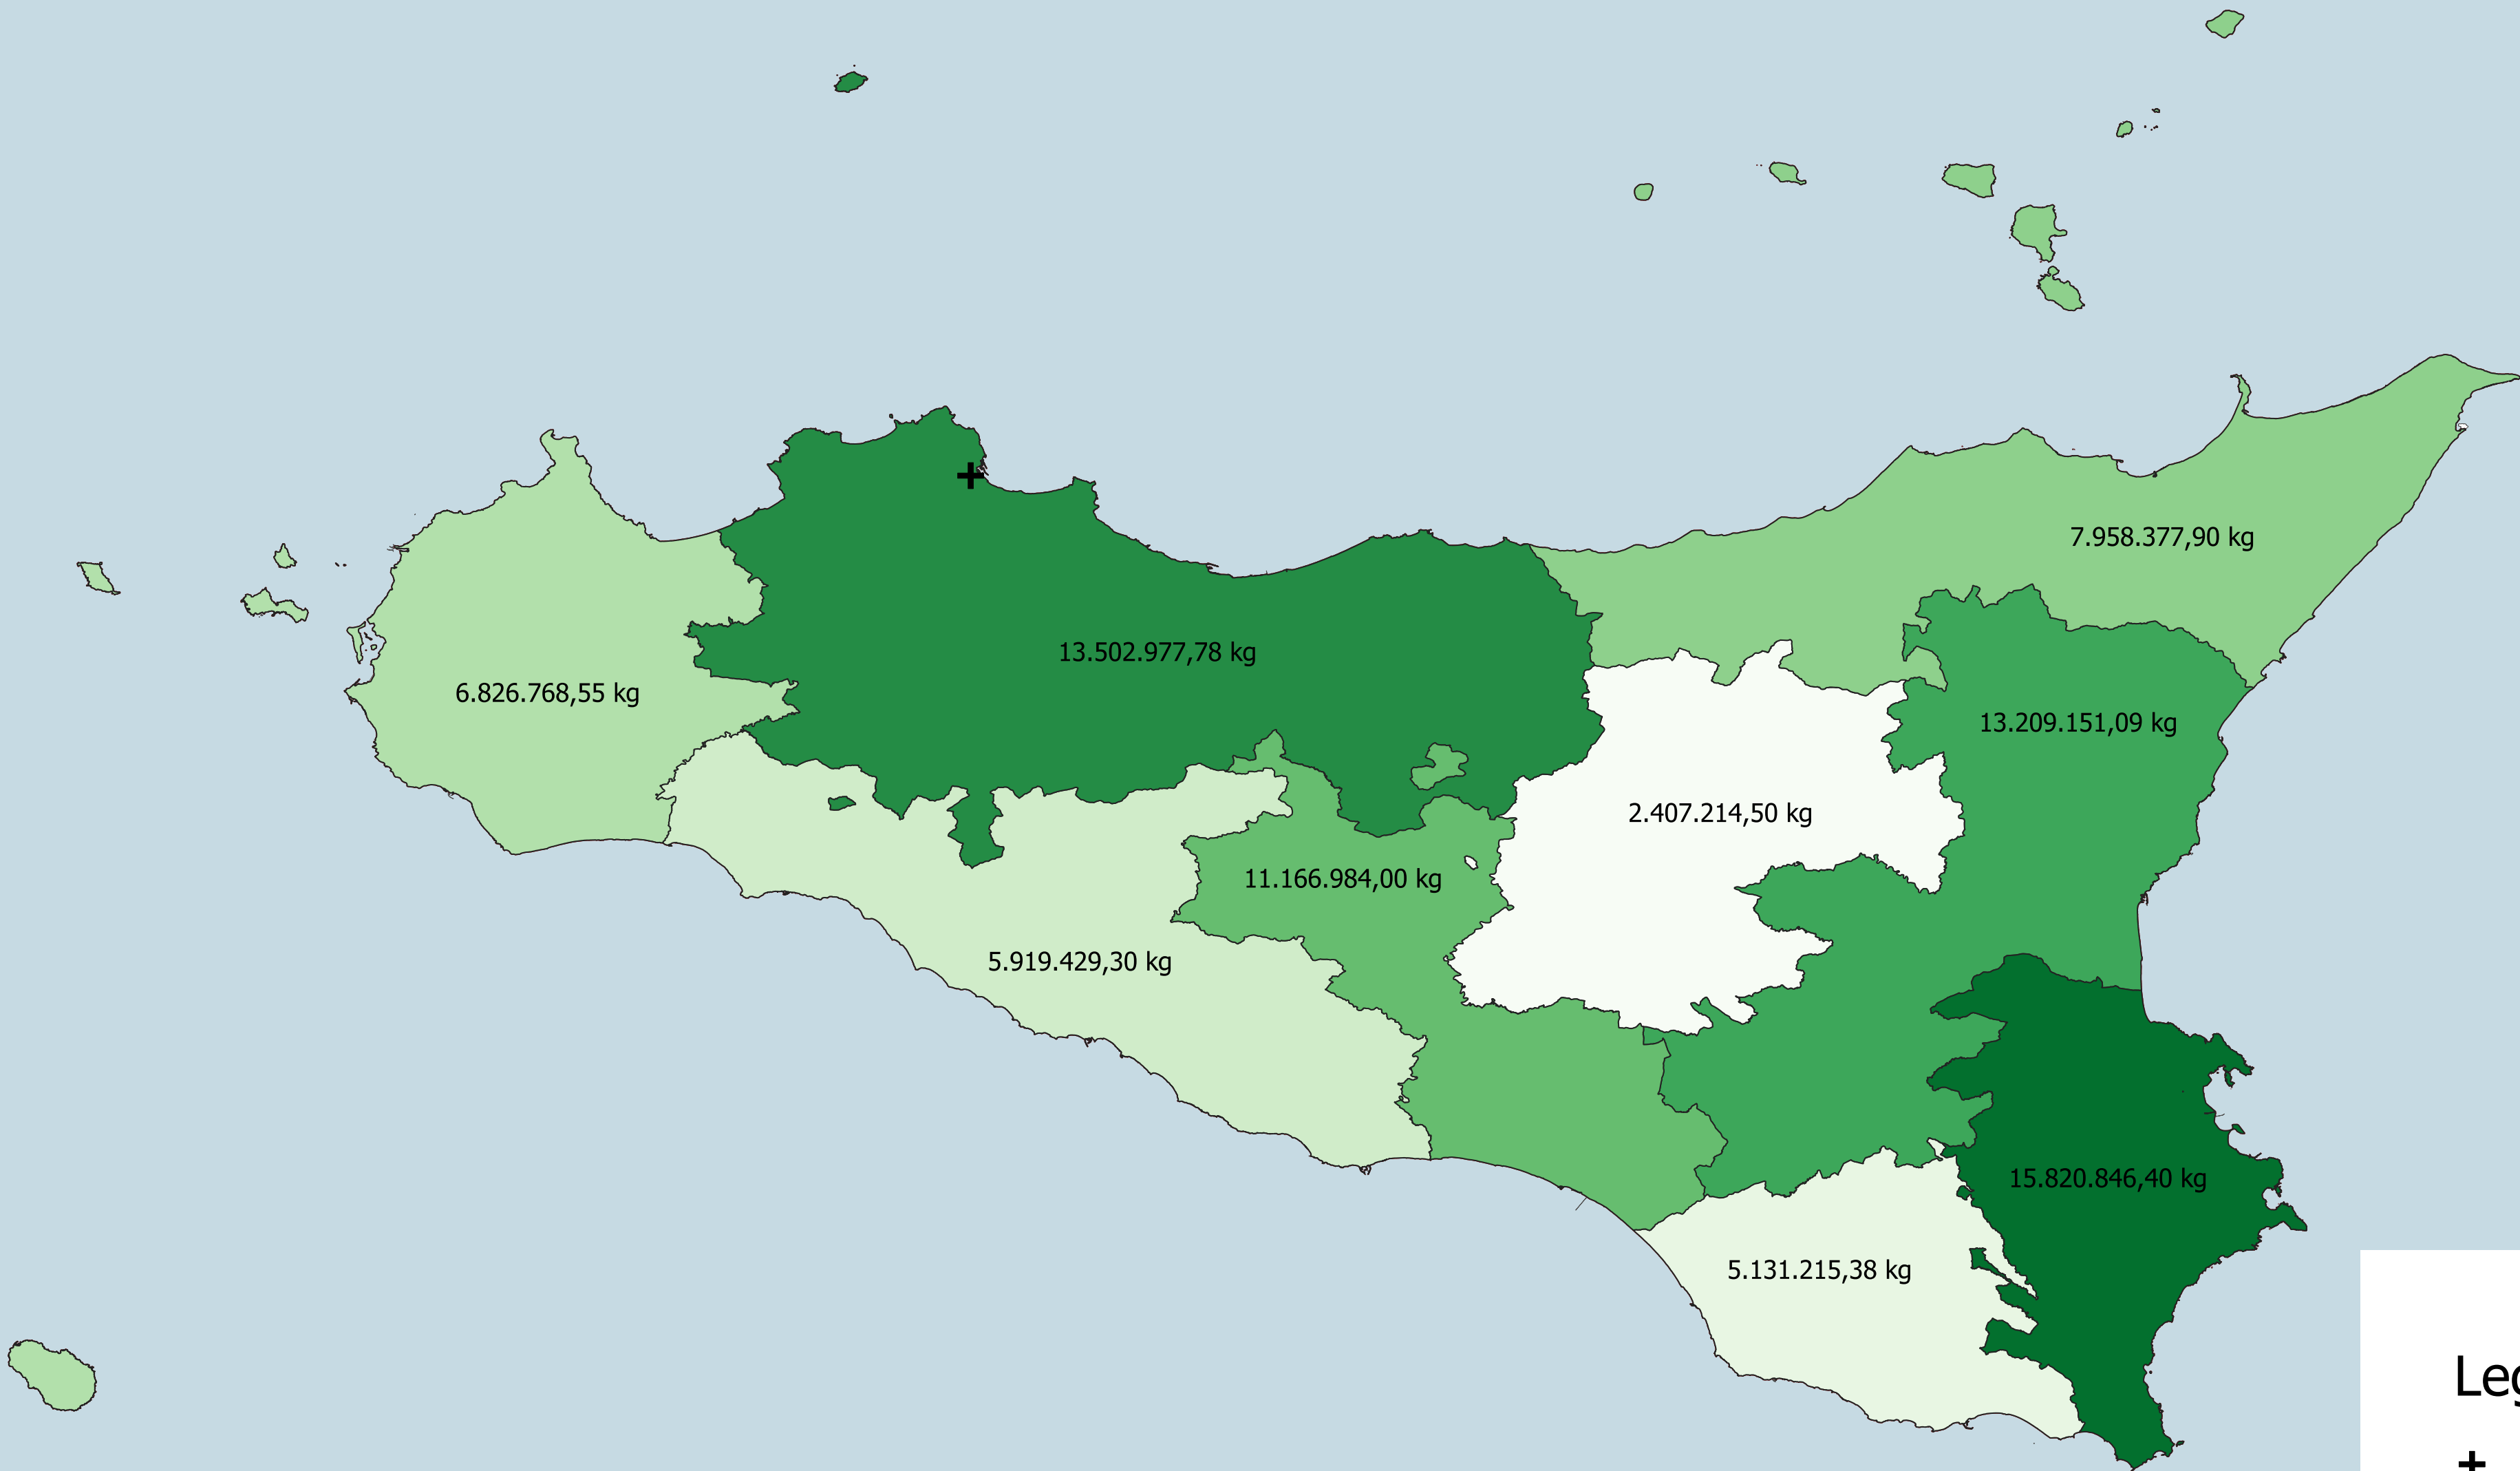 7.958.377,90 kg
13.502.977,78 kg
6.826.768,55 kg
13.209.151,09 kg
2.407.214,50 kg
11.166.984,00 kg
5.919.429,30 kg
15.820.846,40 kg
5.131.215,38 kg